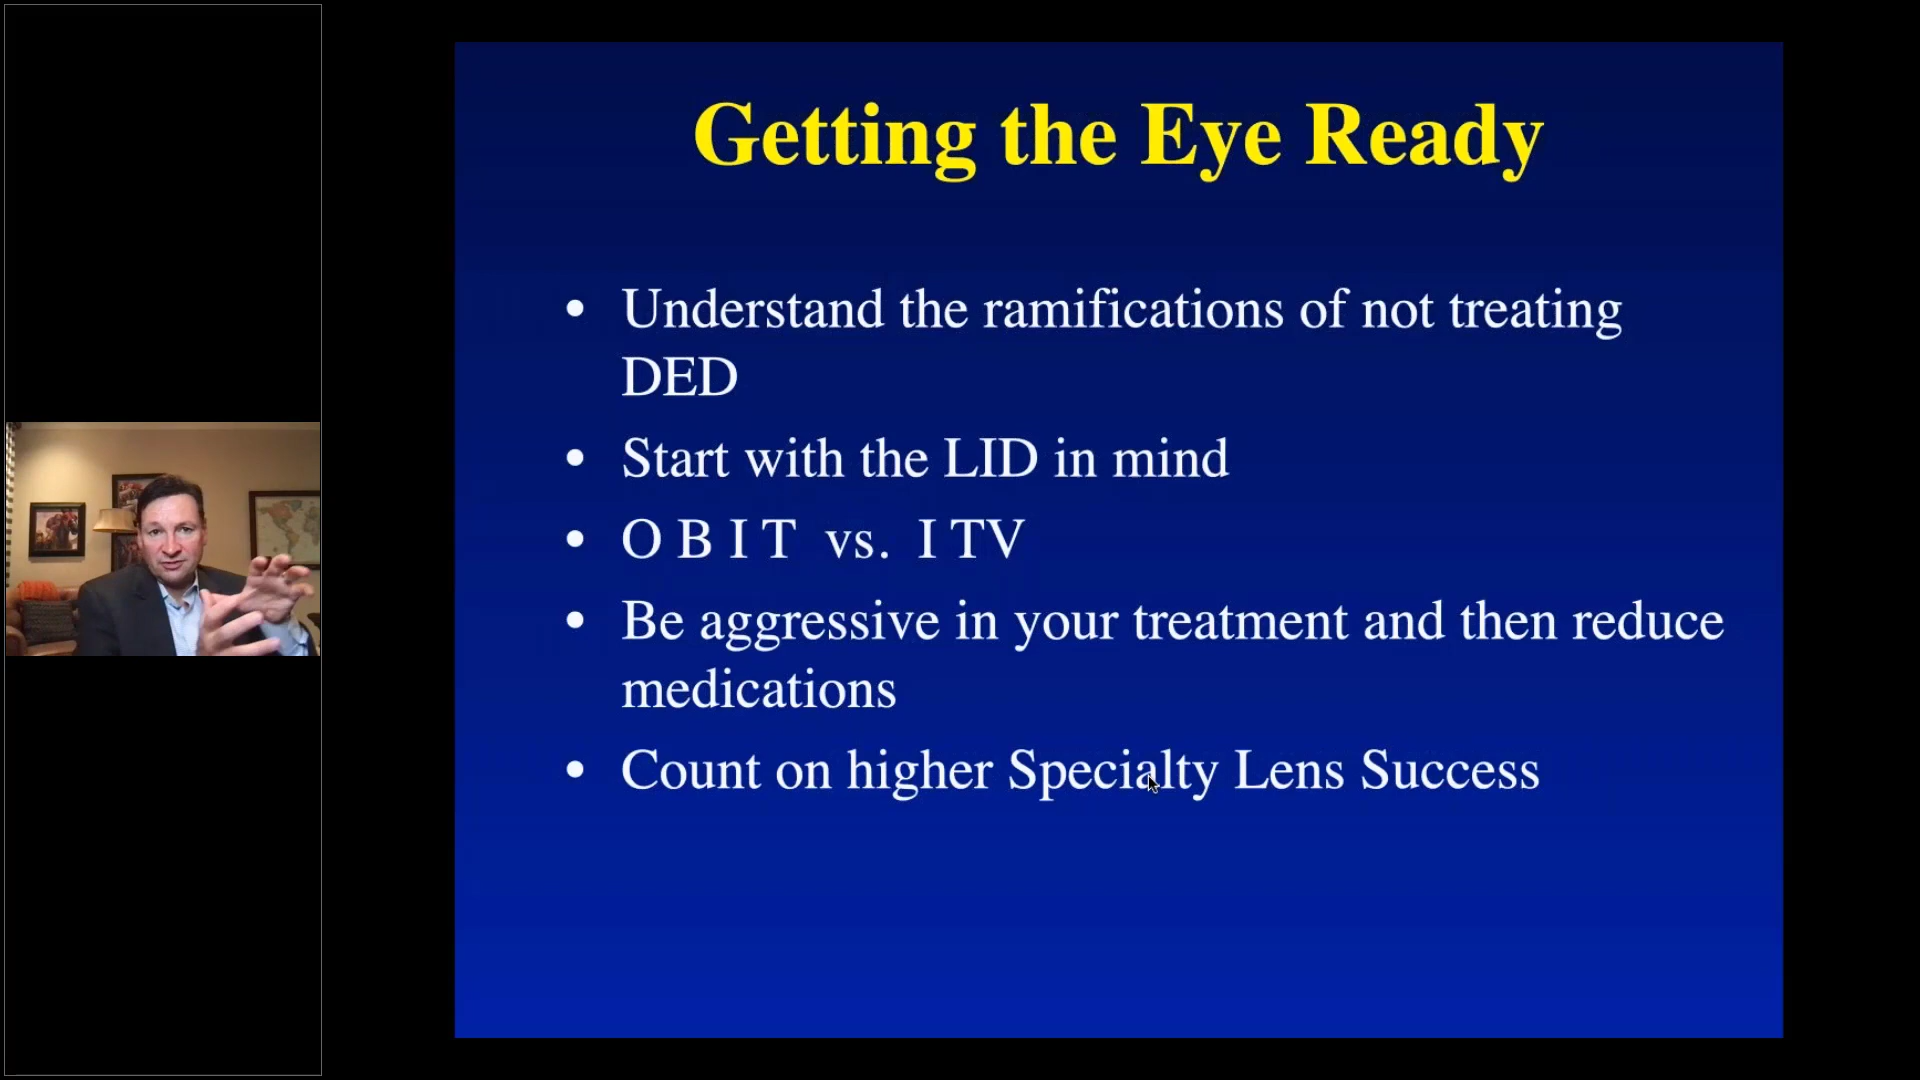 Getting the Eye Ready
• Understand the ramifications of not treating
DED
• Start with the LID in mind
• O B I T vs. I TV
• Be aggressive in your treatment and then reduce
medications
• Count on higher Specialty Lens Success